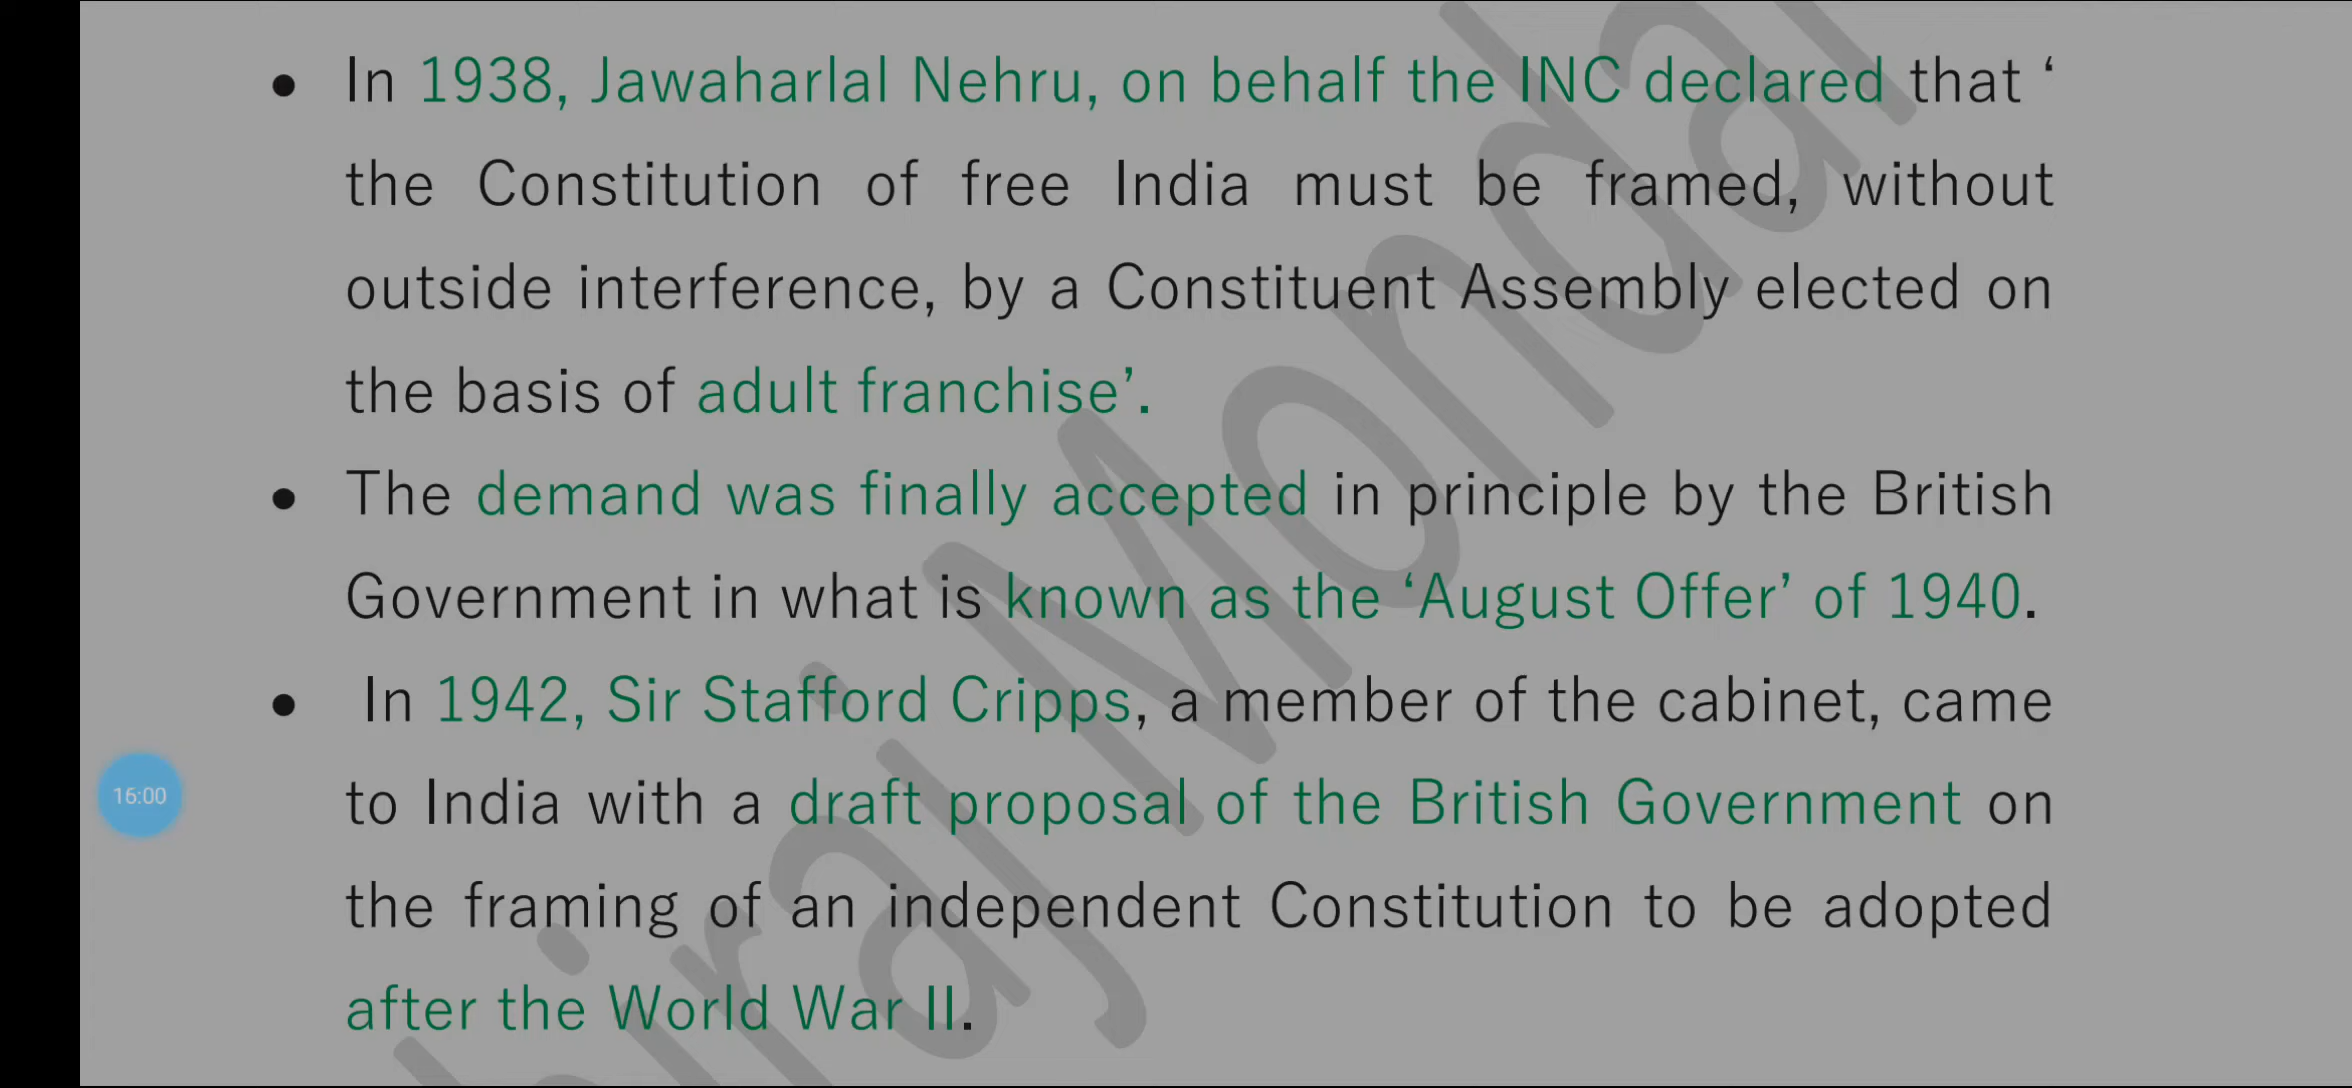 • In 1938, Jawaharlal Nehru, on behalf the INC declared that ‘
the Constitution of free India must be framed, without
outside interference, by a Constituent Assembly elected on
the basis of adult franchise’.
• The demand was finally accepted in principle by the British
Government in what is known as the ‘August Offer’ of 1940.
• In 1942, Sir Stafford Cripps, a member of the cabinet, came
to India with a draft proposal of the British Government on
16:00
the framing of an independent Constitution to be adopted
after the World War II.
Mondal